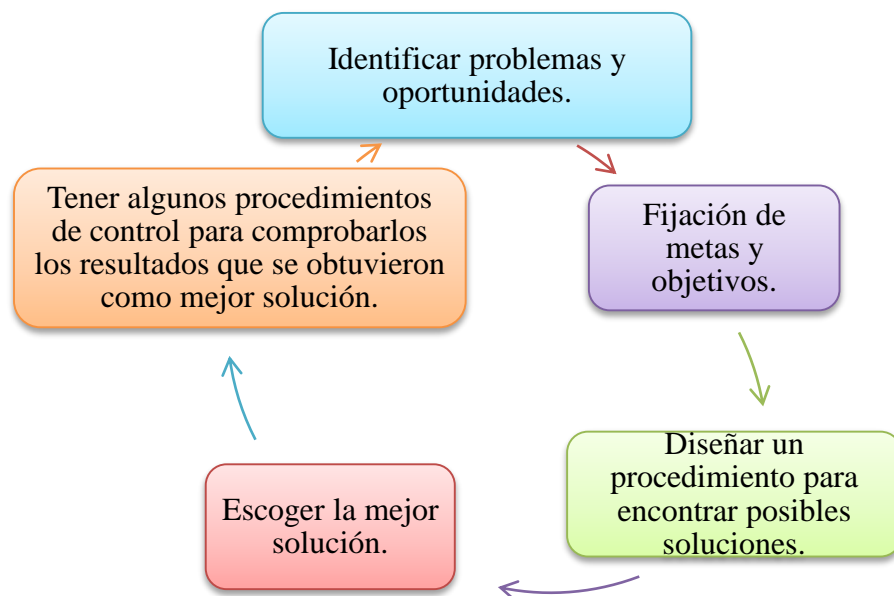 Identificar problemas y
oportunidades.
Fijación de
metas y
objetivos.
Diseñar un
procedimiento para
encontrar posibles
soluciones.
Escoger la mejor
solución.
Tener algunos procedimientos
de control para comprobarlos
los resultados que se obtuvieron
como mejor solución.